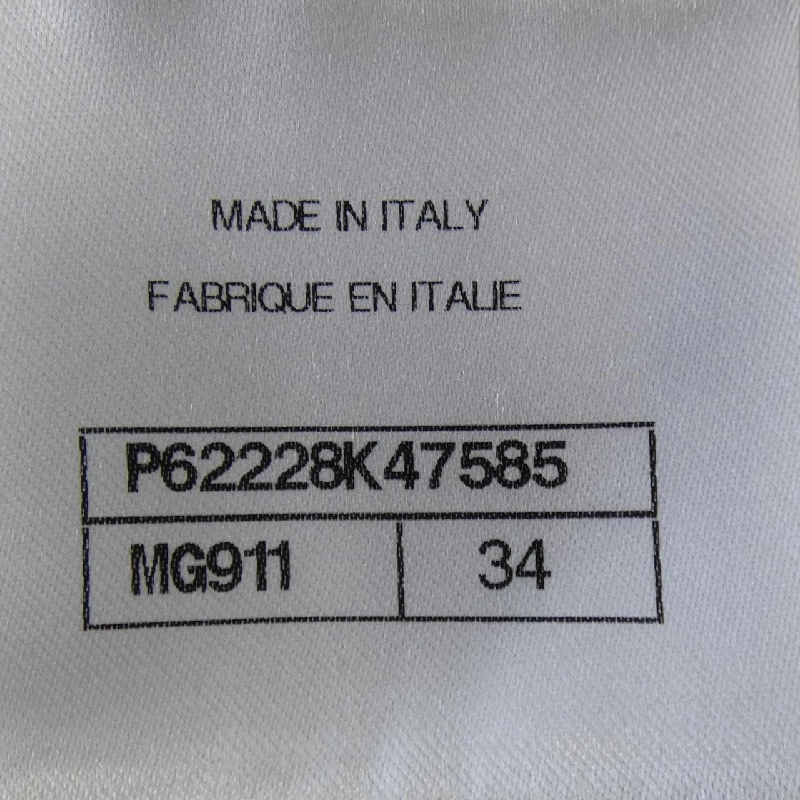 MADE IN ITALY
FABRIQUE EN ITALIE
P62228K47585
MG911 34